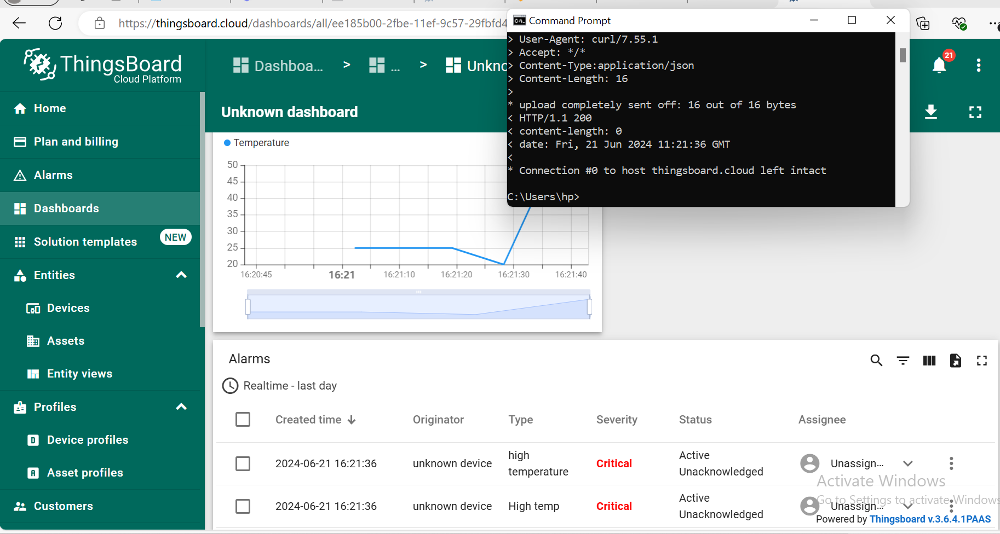 https://thingsboard.cloud/dashboards/all/ee185b00-2fbe-11ef-9c57-29fbfd4
Command Prompt
> User-Agent: curl/7.55.1
> Accept: */*
> Content-Type:application/json
> Content-Length: 16
>
* upload completely sent off: 16 out of 16 bytes
< HTTP/1.1 200
< content-length: 0
< date: Fri, 21 Jun 2024 11:21:36 GMT
<
* Connection #0 to host thingsboard.cloud left intact
C:\Users\hp>
ThingsBoard
Cloud Platform
Dashboa... > ... > Unkno
21
Home
Plan and billing
Alarms
Dashboards
Solution templates NEW
Entities
Devices
Assets
Entity views
Profiles
Device profiles
Asset profiles
Customers
Unknown dashboard
Temperature
50
45
40
35
30
25
20
16:20:45 16:21 16:21:10 16:21:20 16:21:30 16:21:40
Alarms
Realtime - last day
Created time Originator Type Severity Status Assignee
2024-06-21 16:21:36 unknown device high temperature Critical Active Unacknowledged Unassign...
2024-06-21 16:21:36 unknown device High temp Critical Active Unacknowledged Unassign...
Activate Windows
Go to Settings to activate Windows
Powered by Thingsboard v.3.6.4.1PAAS